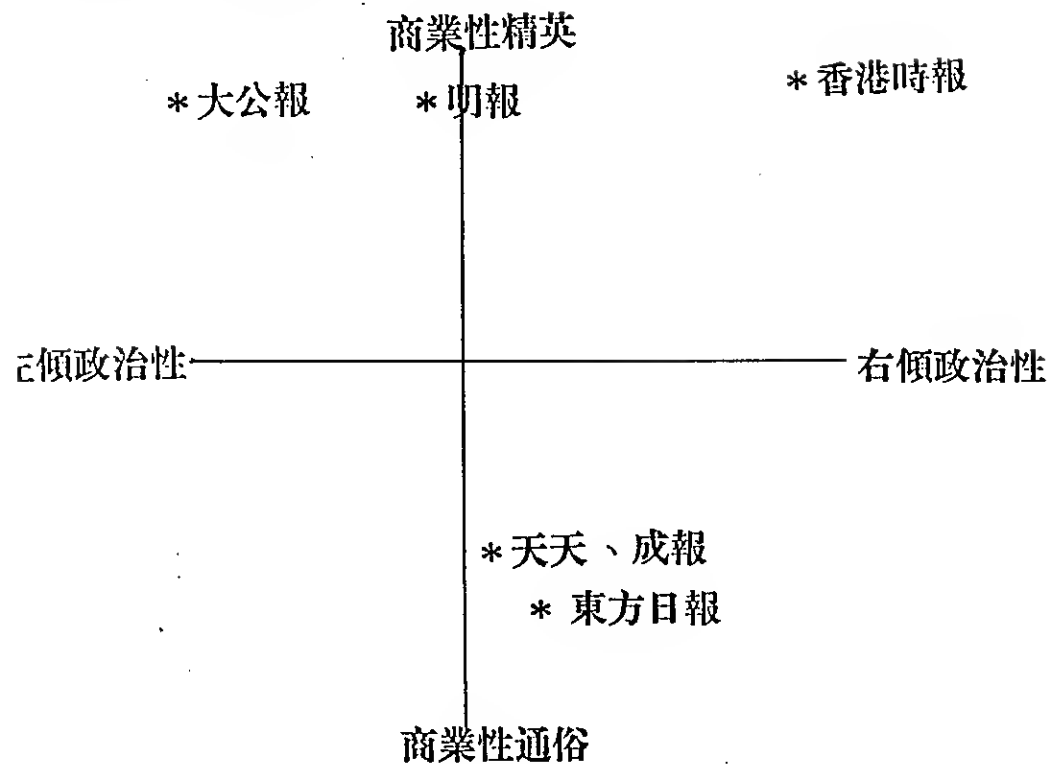 商業性精英
*香港時報
*大公報
*明報
左傾政治性
右傾政治性
*天天、成報
* 東方日報
商業性通俗